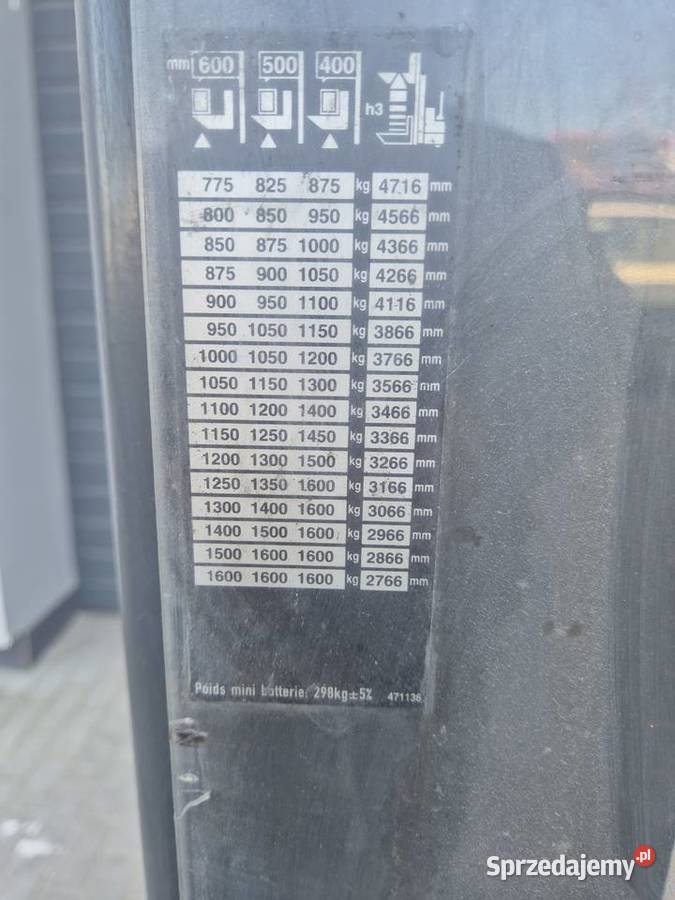 mm 600 500 400
h3
775 825 875 kg 4716 mm
800 850 950 kg 4566 mm
850 875 1000 kg 4366 mm
875 900 1050 kg 4266 mm
900 950 1100 kg 4116 mm
950 1050 1150 kg 3866 mm
1000 1050 1200 kg 3766 mm
1050 1150 1300 kg 3566 mm
1100 1200 1400 kg 3466 mm
1150 1250 1450 kg 3366 mm
1200 1300 1500 kg 3266 mm
1250 1350 1600 kg 3166 mm
1300 1400 1600 kg 3066 mm
1400 1500 1600 kg 2966 mm
1500 1600 1600 kg 2866 mm
1600 1600 1600 kg 2766 mm
Poids mini batterie: 298kg±5% 471136
Sprzedajemy.pl